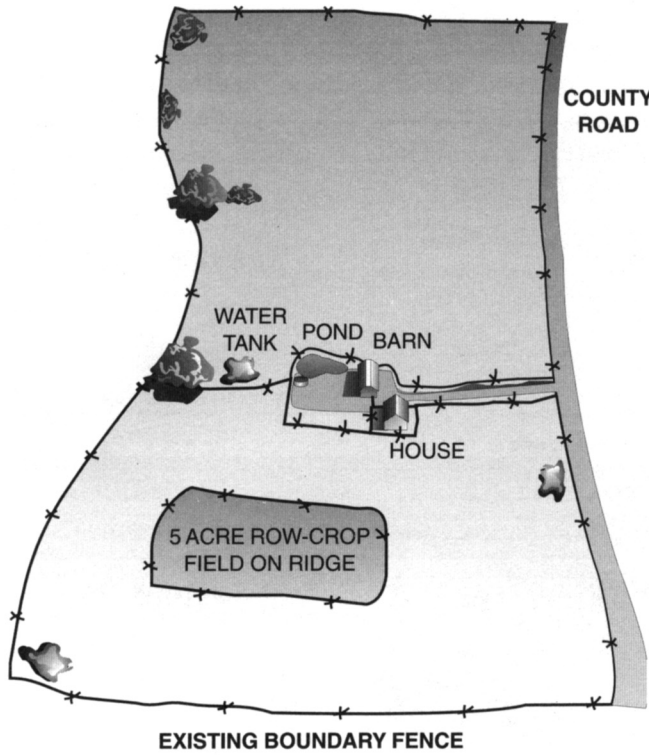 COUNTY
ROAD
WATER
TANK
POND
BARN
HOUSE
5 ACRE ROW-CROP
FIELD ON RIDGE
EXISTING BOUNDARY FENCE